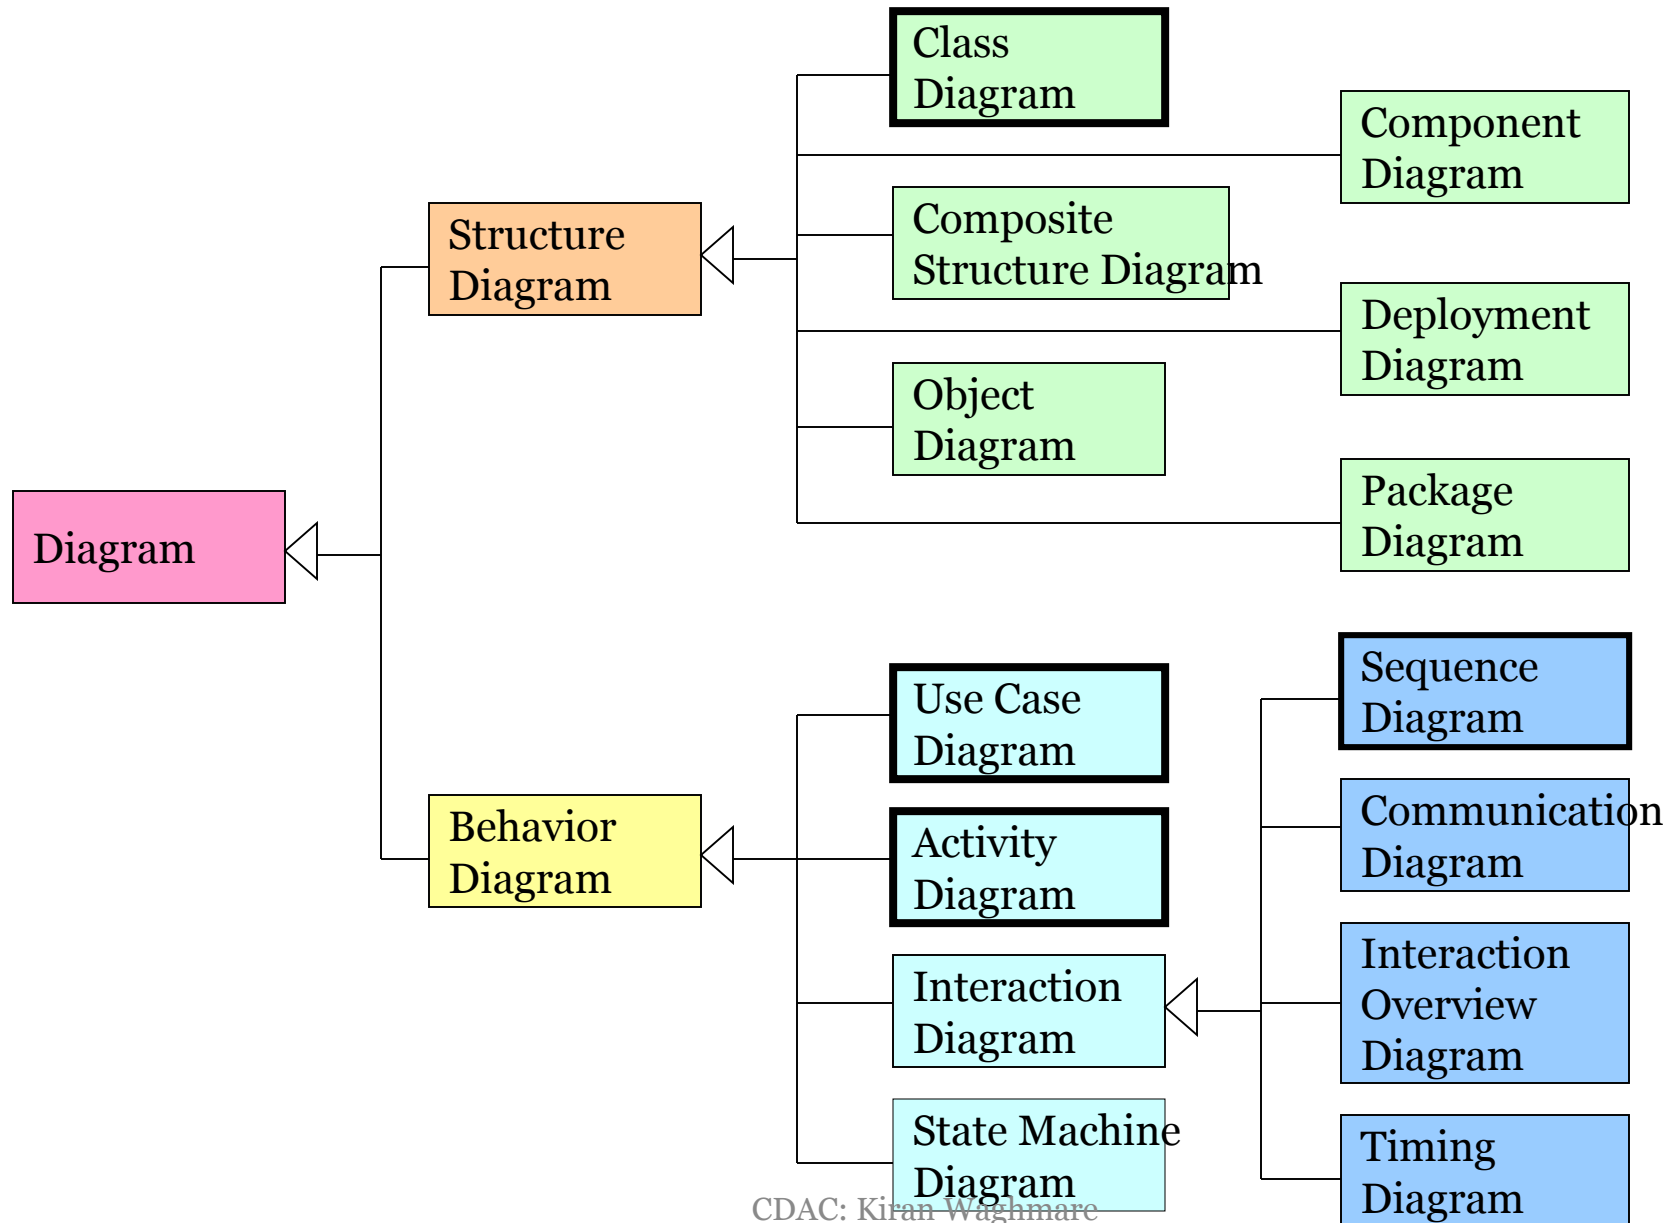 Class
Diagram
Component
Diagram
Structure
Diagram
Composite
Structure Diagram
Deployment
Diagram
Object
Diagram
Package
Diagram
Diagram
Use Case
Diagram
Sequence
Diagram
Behavior
Diagram
Activity
Diagram
Communication
Diagram
Interaction
Diagram
Interaction
Overview
Diagram
State Machine
Diagram
Timing
Diagram
CDAC: Kiran Waghmare